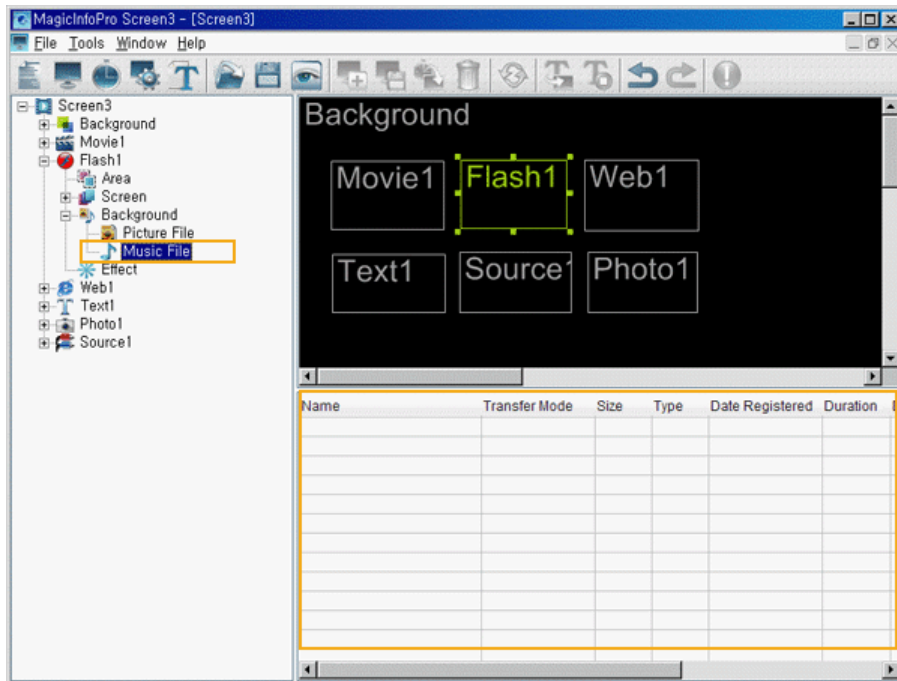 MagicInfoPro Screen3 - [Screen3]
File Tools Window Help
Screen3
Background
Movie1
Flash1
Area
Screen
Background
Picture File
Music File
Effect
Web1
Text1
Photo1
Source1
Background
Movie1 Flash1 Web1
Text1 Source1 Photo1
Name Transfer Mode Size Type Date Registered Duration